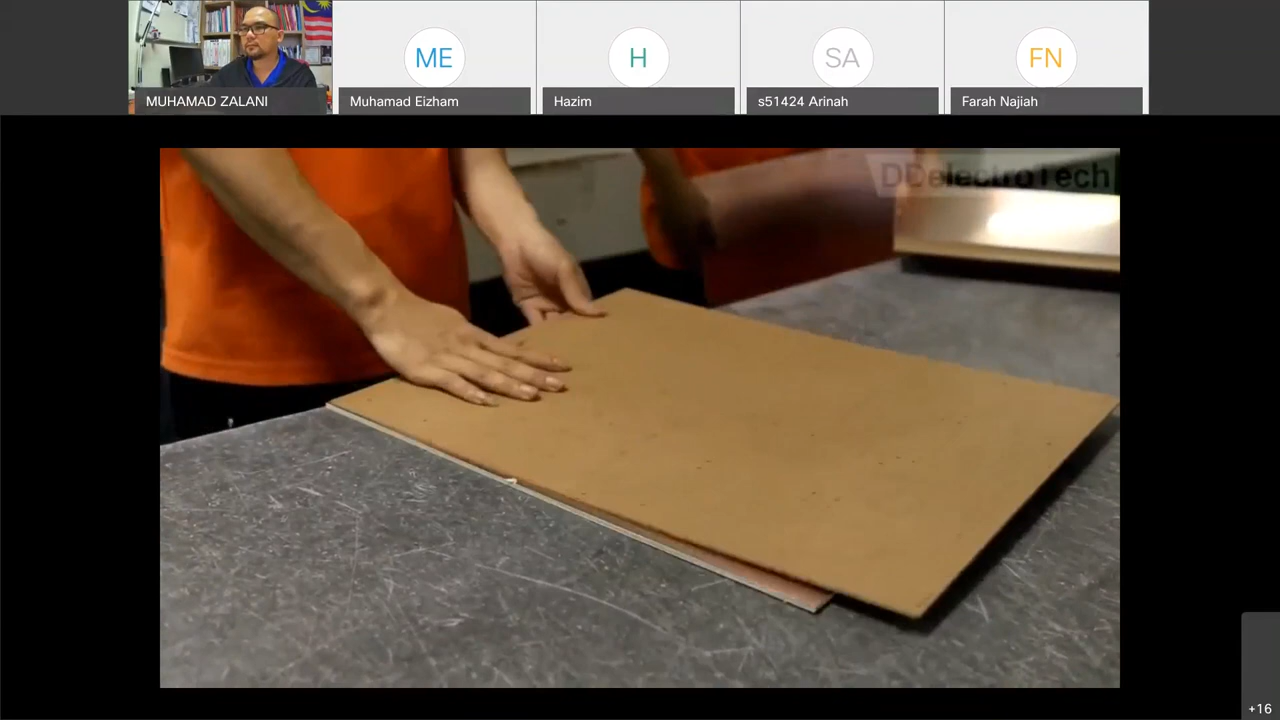 ME
H
SA
FN
MUHAMAD ZALANI
Muhamad Eizham
Hazim
s51424 Arinah
Farah Najiah
DDelectroTech
+16